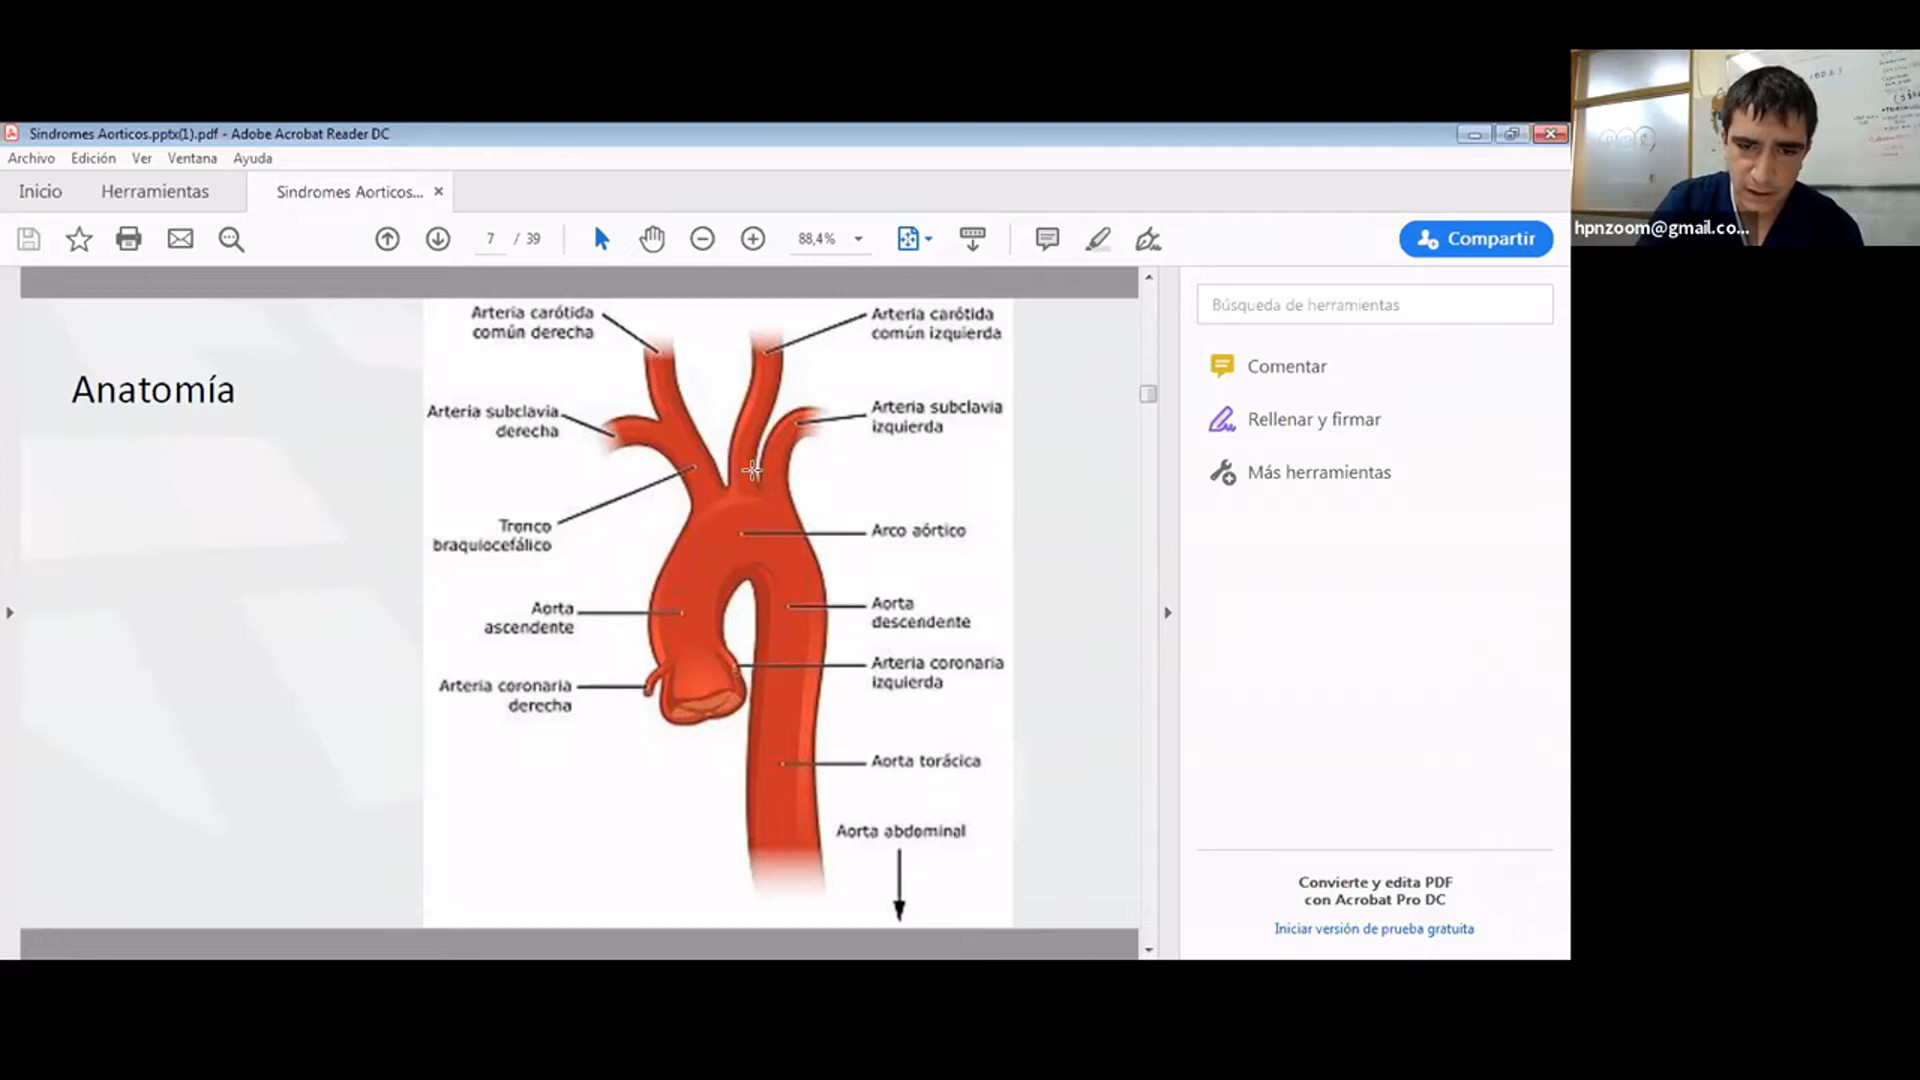 Sindromes Aorticos.pptx(1).pdf - Adobe Acrobat Reader DC
Archivo Edición Ver Ventana Ayuda
Inicio Herramientas Sindromes Aorticos...
7 / 39 88,4% Compartir
hpnzoom@gmail.co...
Búsqueda de herramientas
Comentar
Rellenar y firmar
Más herramientas
Convierte y edita PDF
con Acrobat Pro DC
Iniciar versión de prueba gratuita
Anatomía
Arteria carótida
común derecha
Arteria carótida
común izquierda
Arteria subclavia
derecha
Arteria subclavia
izquierda
Tronco
braquiocefálico
Arco aórtico
Aorta
ascendente
Aorta
descendente
Arteria coronaria
izquierda
Arteria coronaria
derecha
Aorta torácica
Aorta abdominal